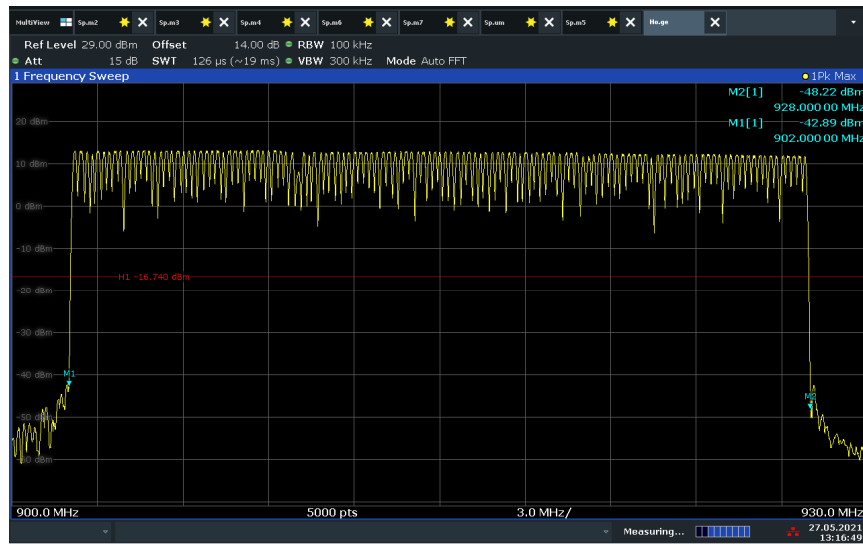 MultiView Sp.m2 Sp.m3 Sp.m4 Sp.m6 Sp.m7 Sp.um Sp.m5 Ho.ge
Ref Level 29.00 dBm Offset 14.00 dB RBW 100 kHz
Att 15 dB SWT 126 µs (~19 ms) VBW 300 kHz Mode Auto FFT
1 Frequency Sweep 1Pk Max
M2[1] -48.22 dBm
928.000 00 MHz
M1[1] -42.89 dBm
902.000 00 MHz
20 dBm
10 dBm
0 dBm
-10 dBm
H1 -16.740 dBm
-20 dBm
-30 dBm
-40 dBm
M1
M2
-50 dBm
-60 dBm
900.0 MHz 5000 pts 3.0 MHz/ 930.0 MHz
Measuring... 27.05.2021
13:16:49